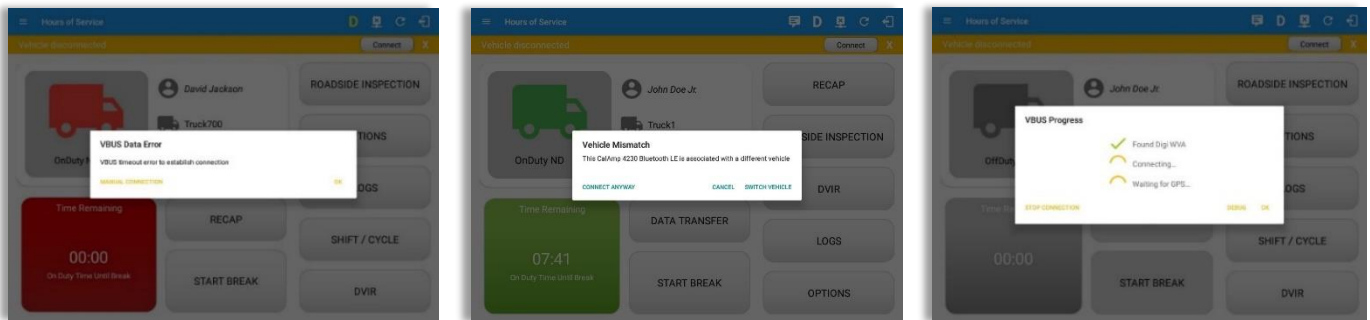 Hours of Service
D
Vehicle disconnected
Connect X
David Jackson
Truck700
OnDuty
ROADSIDE INSPECTION
LOGS
VBUS Data Error
VBUS timeout error to establish connection
MANUAL CONNECTION OK
Time Remaining
00:00
On Duty Time Until Break
RECAP
START BREAK
SHIFT / CYCLE
DVIR
Hours of Service
D
Vehicle disconnected
Connect X
John Doe Jr.
Truck1
OnDuty ND
RECAP
SIDE INSPECTION
DVIR
Vehicle Mismatch
This CalAmp 4230 Bluetooth LE is associated with a different vehicle
CONNECT ANYWAY CANCEL SWITCH VEHICLE
Time Remaining
07:41
On Duty Time Until Break
DATA TRANSFER
START BREAK
LOGS
OPTIONS
Hours of Service
D
Vehicle disconnected
Connect X
John Doe Jr.
OffDuty
ROADSIDE INSPECTION
TIONS
OGS
VBUS Progress
Found Digi WVA
Connecting...
Waiting for GPS...
STOP CONNECTION DEBUG OK
00:00
START BREAK
SHIFT / CYCLE
DVIR